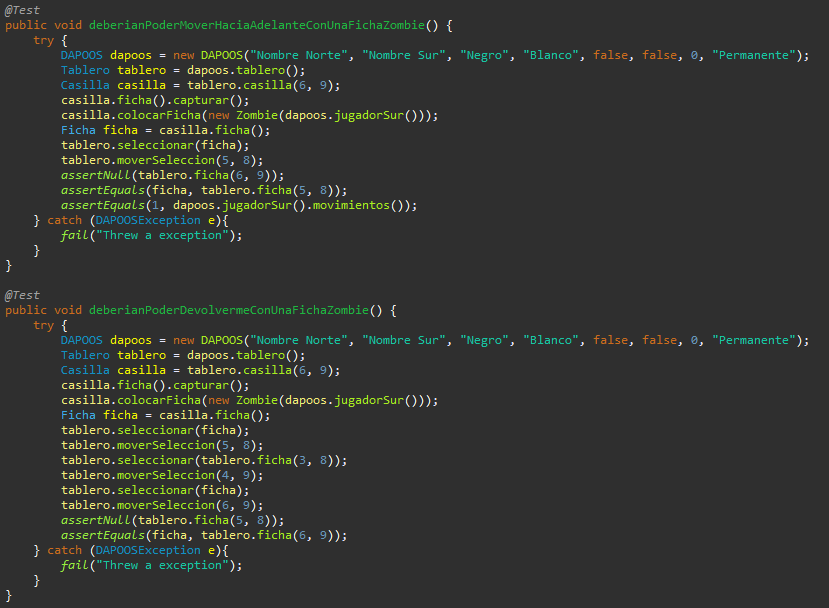 @Test
public void deberianPoderMoverHaciaAdelanteConUnaFichaZombie() {
    try {
        DAPOOS dapoos = new DAPOOS("Nombre Norte", "Nombre Sur", "Negro", "Blanco", false, false, 0, "Permanente");
        Tablero tablero = dapoos.tablero();
        Casilla casilla = tablero.casilla(6, 9);
        casilla.ficha().capturar();
        casilla.colocarFicha(new Zombie(dapoos.jugadorSur()));
        Ficha ficha = casilla.ficha();
        tablero.seleccionar(ficha);
        tablero.moverSeleccion(5, 8);
        assertNull(tablero.ficha(6, 9));
        assertEquals(ficha, tablero.ficha(5, 8));
        assertEquals(1, dapoos.jugadorSur().movimientos());
    } catch (DAPOOSException e){
        fail("Threw a exception");
    }
}
@Test
public void deberianPoderDevolvermeConUnaFichaZombie() {
    try {
        DAPOOS dapoos = new DAPOOS("Nombre Norte", "Nombre Sur", "Negro", "Blanco", false, false, 0, "Permanente");
        Tablero tablero = dapoos.tablero();
        Casilla casilla = tablero.casilla(6, 9);
        casilla.ficha().capturar();
        casilla.colocarFicha(new Zombie(dapoos.jugadorSur()));
        Ficha ficha = casilla.ficha();
        tablero.seleccionar(ficha);
        tablero.moverSeleccion(5, 8);
        tablero.seleccionar(tablero.ficha(3, 8));
        tablero.moverSeleccion(4, 9);
        tablero.seleccionar(ficha);
        tablero.moverSeleccion(6, 9);
        assertNull(tablero.ficha(5, 8));
        assertEquals(ficha, tablero.ficha(6, 9));
    } catch (DAPOOSException e){
        fail("Threw a exception");
    }
}